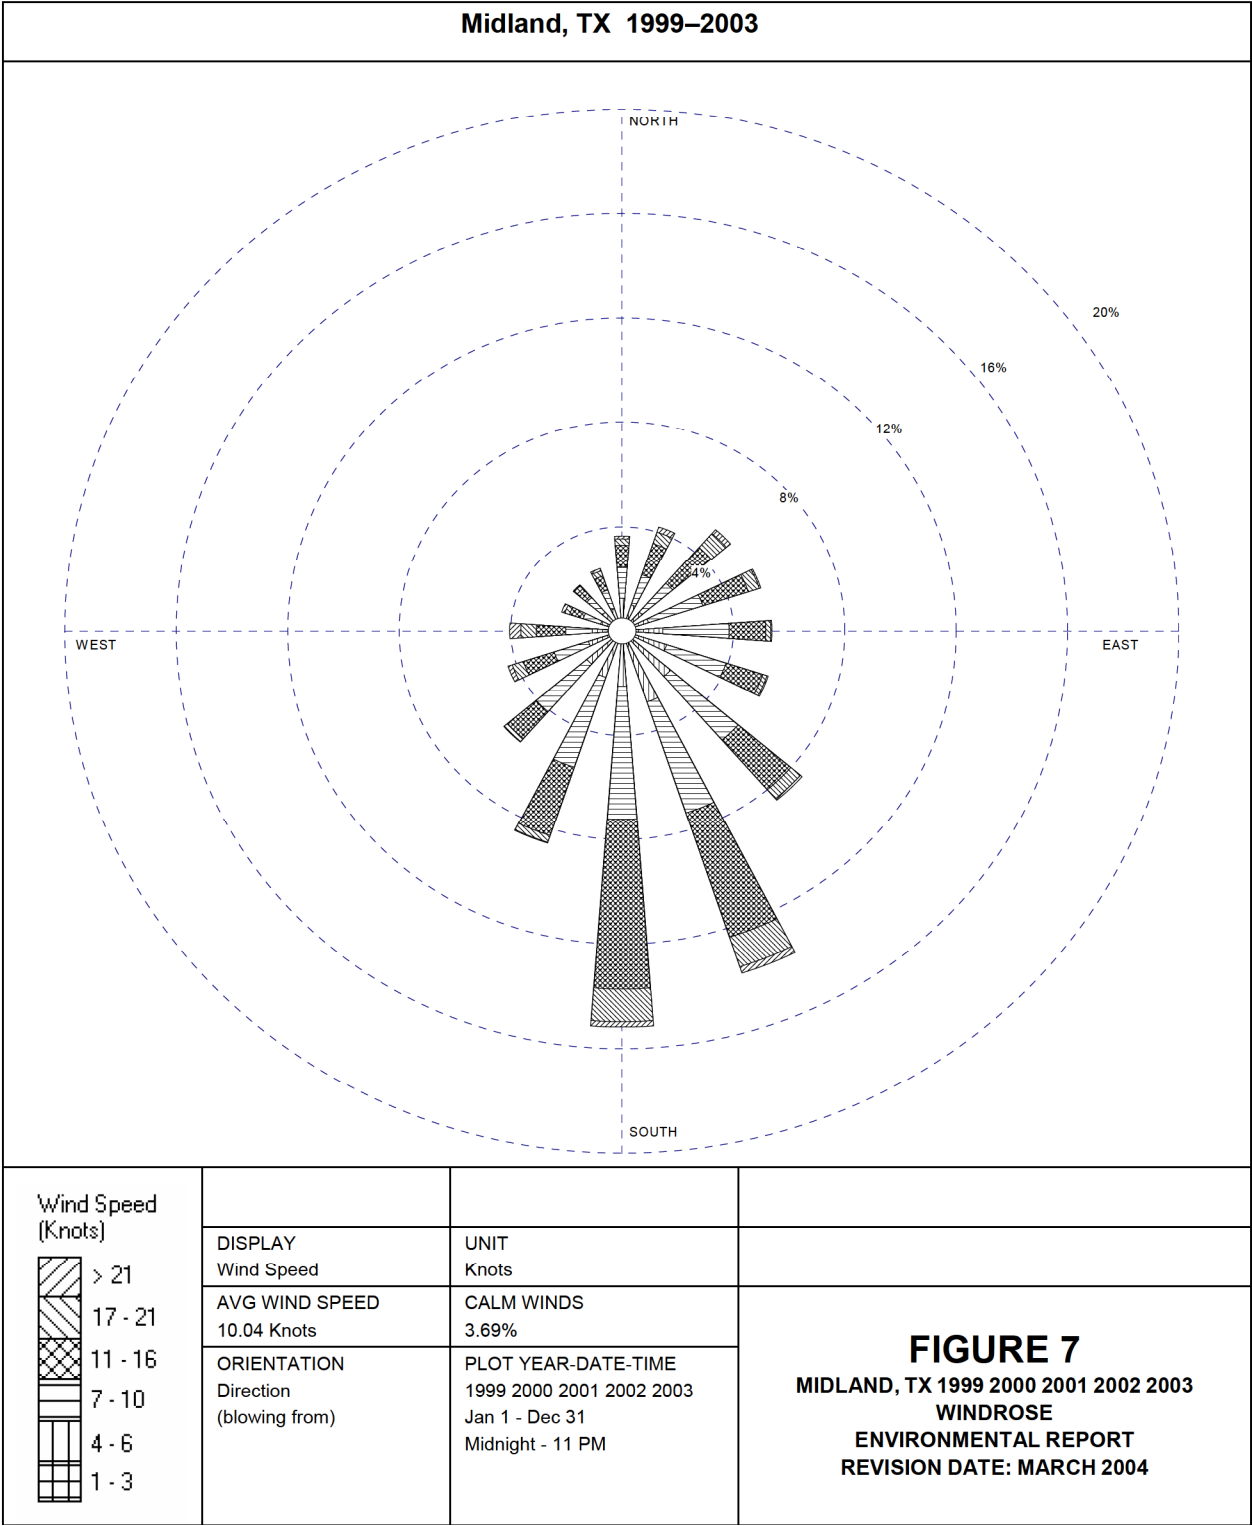 Midland, TX 1999–2003
NORTH
20%
16%
12%
8%
4%
WEST
EAST
SOUTH
Wind Speed
(Knots)
> 21
17 - 21
11 - 16
7 - 10
4 - 6
1 - 3
DISPLAY
Wind Speed
UNIT
Knots
AVG WIND SPEED
10.04 Knots
CALM WINDS
3.69%
ORIENTATION
Direction
(blowing from)
PLOT YEAR-DATE-TIME
1999 2000 2001 2002 2003
Jan 1 - Dec 31
Midnight - 11 PM
FIGURE 7
MIDLAND, TX 1999 2000 2001 2002 2003
WINDROSE
ENVIRONMENTAL REPORT
REVISION DATE: MARCH 2004